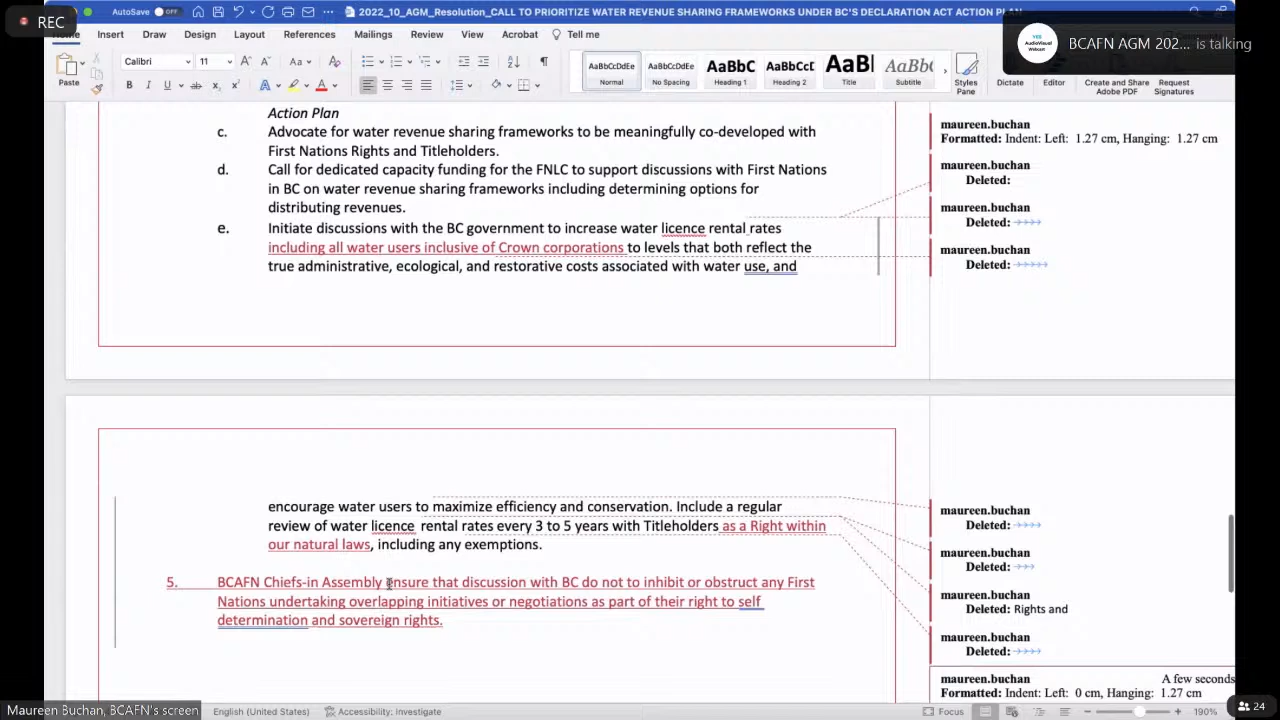 REC
AutoSave OFF
2022_10_AGM_Resolution_CALL TO PRIORITIZE WATER REVENUE SHARING FRAMEWORKS UNDER BC'S DECLARATION ACT ACTION PLAN
Home Insert Draw Design Layout References Mailings Review View Acrobat Tell me
BCAFN AGM 202... is talking
YES
AudioVisual
Webcast
Paste
Calibri 11
AaBbCcDdEe Normal
AaBbCcDdEe No Spacing
AaBbC Heading 1
AaBbCcE Heading 2
AaBl Title
AaBbC Subtitle
Styles Pane
Dictate
Editor
Create and Share Adobe PDF
Request Signatures
Action Plan
c. Advocate for water revenue sharing frameworks to be meaningfully co-developed with
First Nations Rights and Titleholders.
d. Call for dedicated capacity funding for the FNLC to support discussions with First Nations
in BC on water revenue sharing frameworks including determining options for
distributing revenues.
e. Initiate discussions with the BC government to increase water licence rental rates
including all water users inclusive of Crown corporations to levels that both reflect the
true administrative, ecological, and restorative costs associated with water use, and
maureen.buchan
Formatted: Indent: Left: 1.27 cm, Hanging: 1.27 cm
maureen.buchan
Deleted:
maureen.buchan
Deleted:
maureen.buchan
Deleted:
encourage water users to maximize efficiency and conservation. Include a regular
review of water licence rental rates every 3 to 5 years with Titleholders as a Right within
our natural laws, including any exemptions.
5. BCAFN Chiefs-in Assembly ensure that discussion with BC do not to inhibit or obstruct any First
Nations undertaking overlapping initiatives or negotiations as part of their right to self
determination and sovereign rights.
maureen.buchan
Deleted:
maureen.buchan
Deleted:
maureen.buchan
Deleted: Rights and
maureen.buchan
Deleted:
maureen.buchan A few seconds
Formatted: Indent: Left: 0 cm, Hanging: 1.27 cm
Maureen Buchan, BCAFN's screen
English (United States)
Accessibility: Investigate
Focus
190%
24